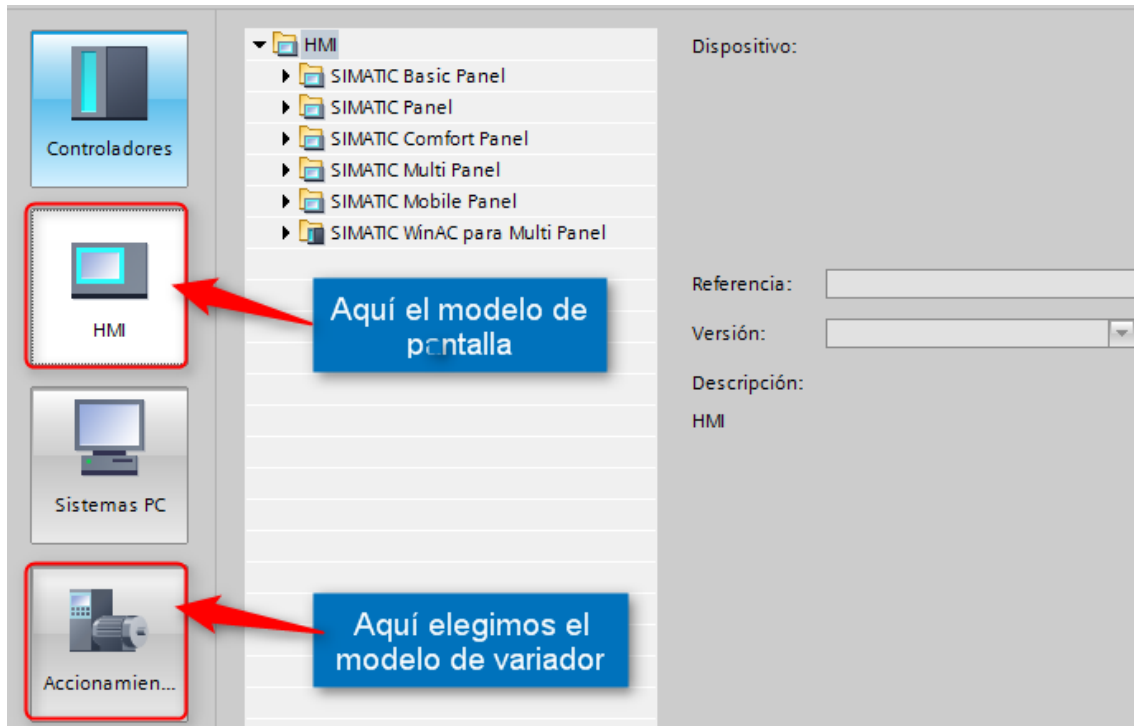 Controladores
HMI
Sistemas PC
Accionamien...
HMI
SIMATIC Basic Panel
SIMATIC Panel
SIMATIC Comfort Panel
SIMATIC Multi Panel
SIMATIC Mobile Panel
SIMATIC WinAC para Multi Panel
Aquí el modelo de
pantalla
Aquí elegimos el
modelo de variador
Dispositivo:
Referencia:
Versión:
Descripción:
HMI